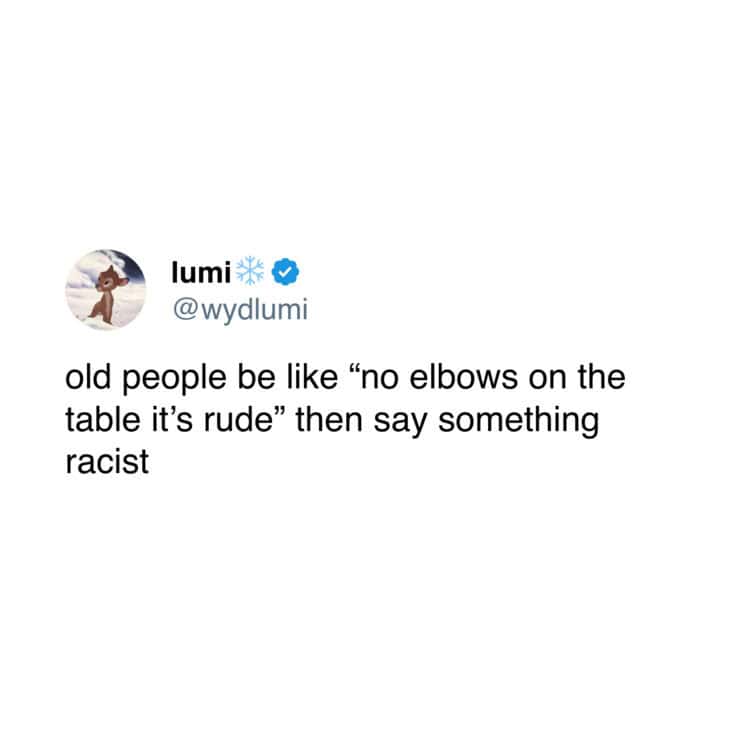 lumi❄️
@wydlumi
old people be like “no elbows on the
table it’s rude” then say something
racist